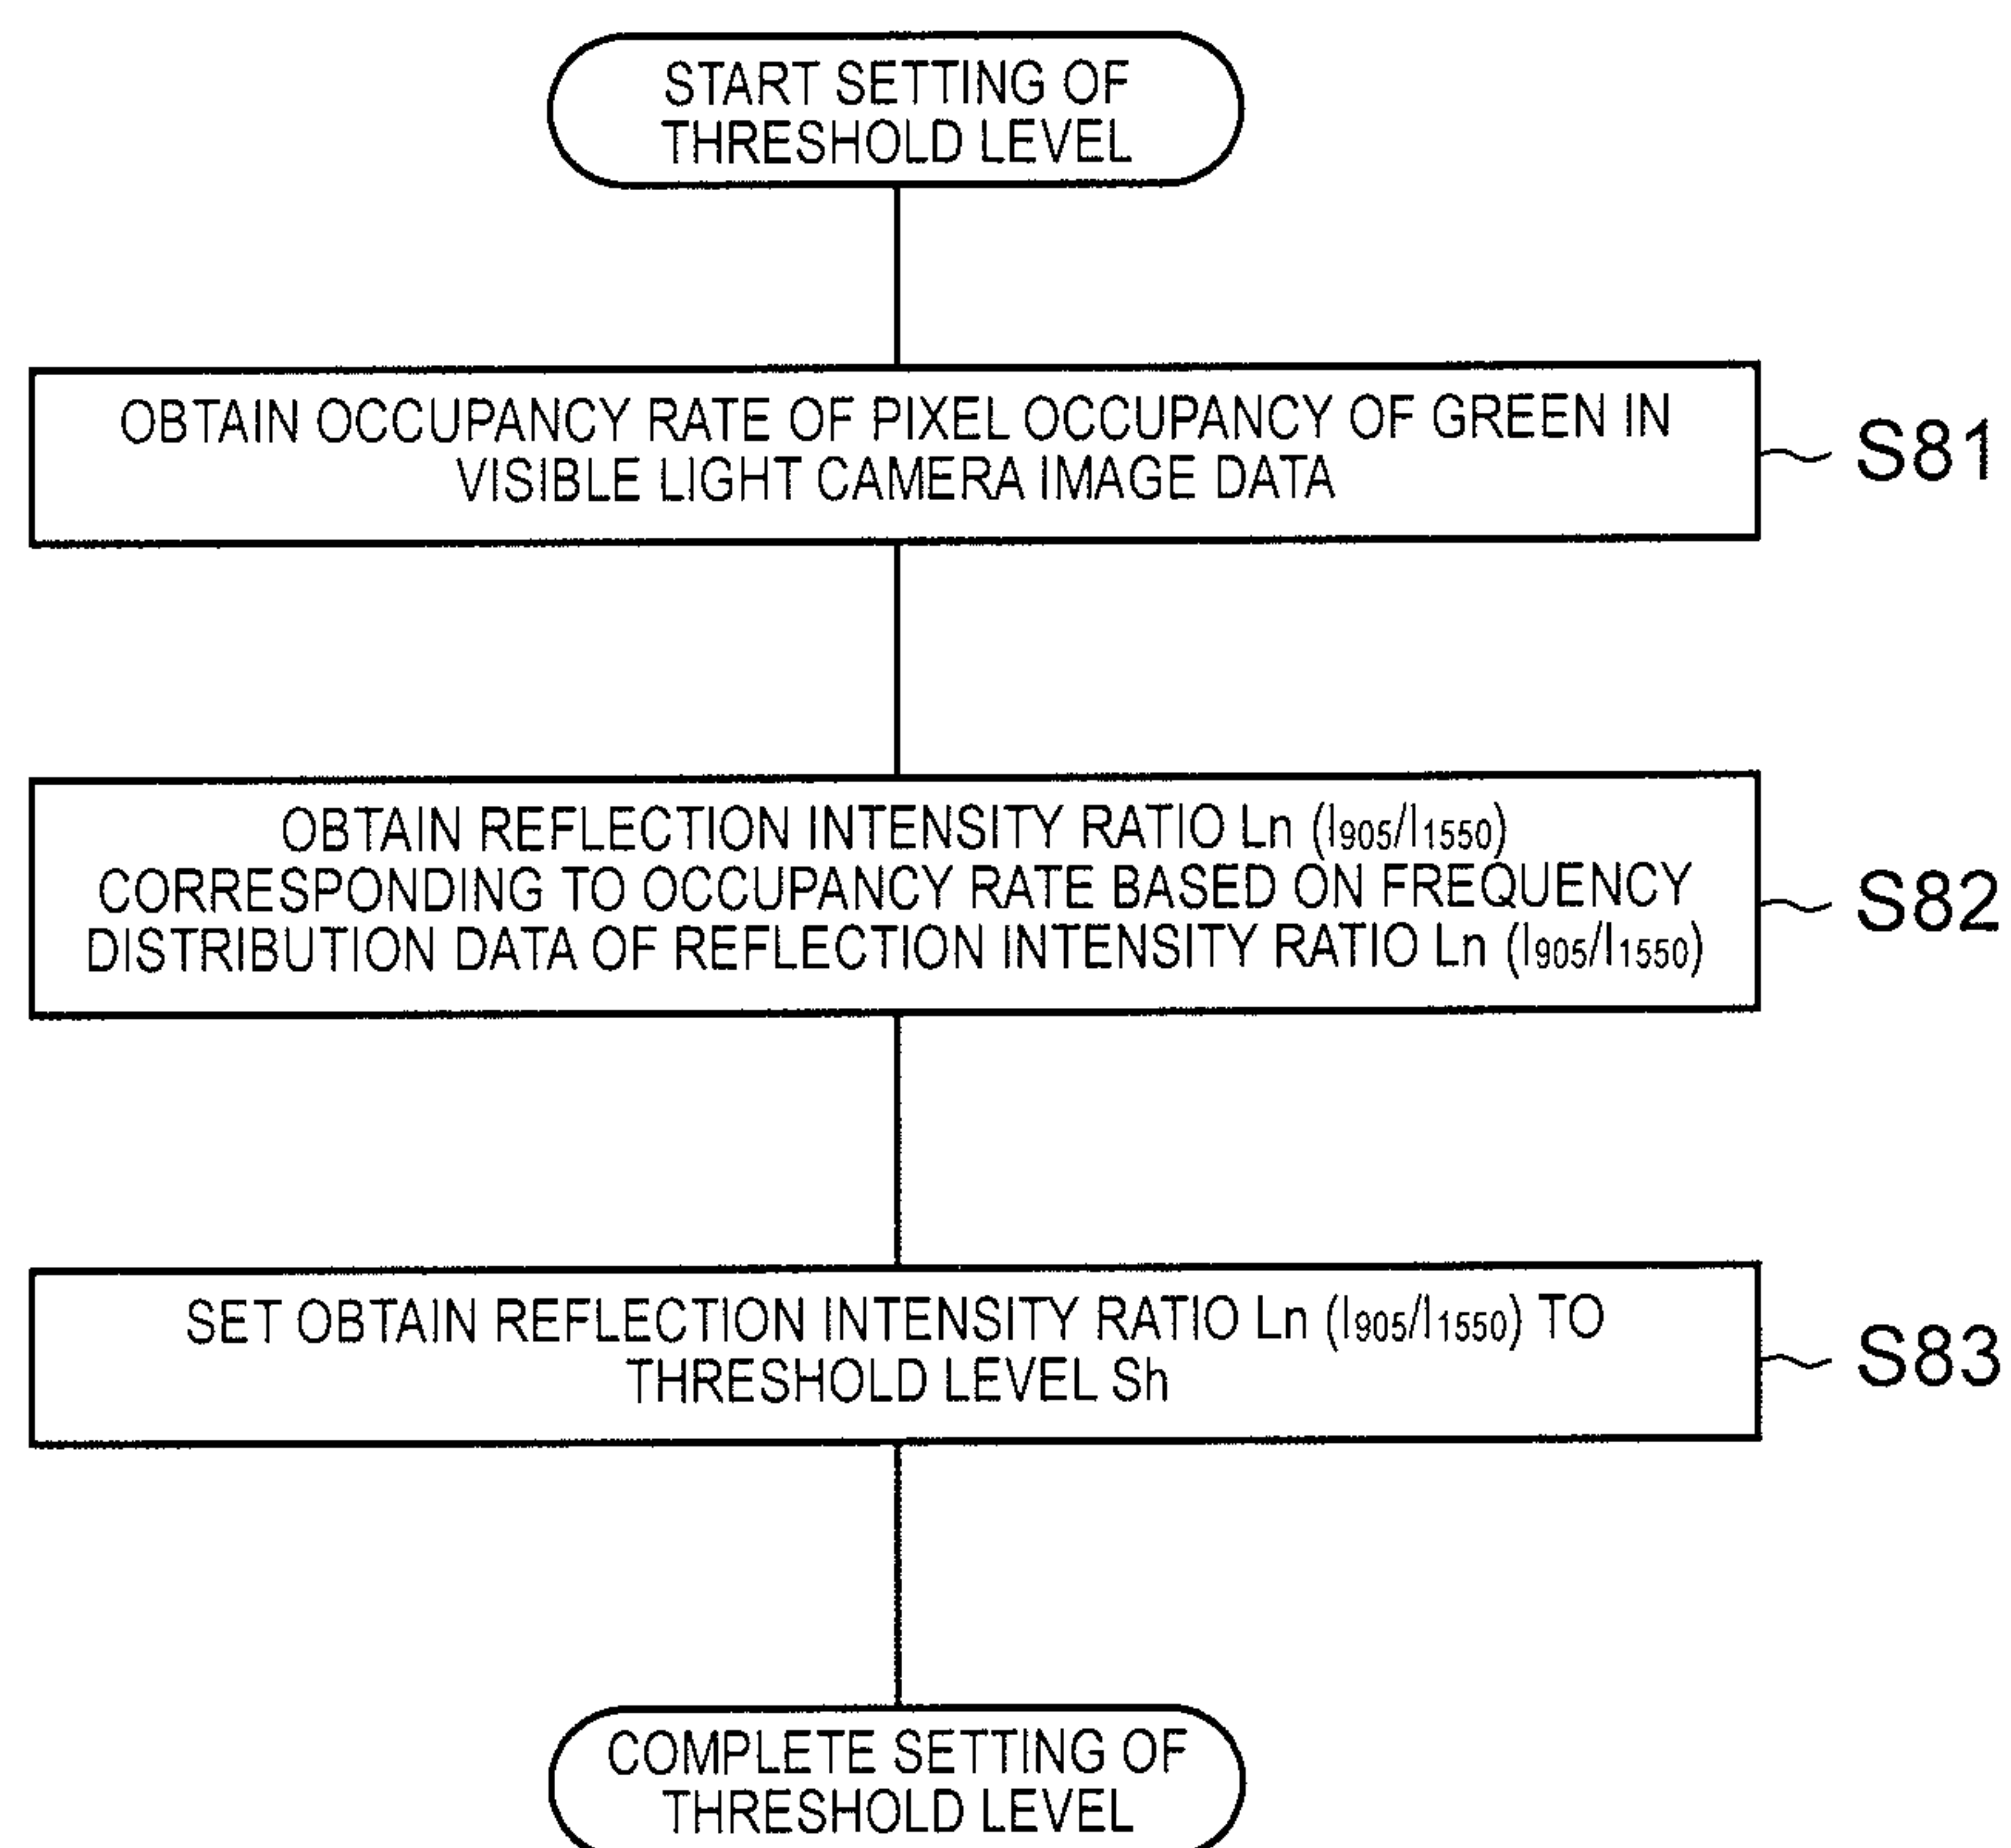 START SETTING OF
THRESHOLD LEVEL
OBTAIN OCCUPANCY RATE OF PIXEL OCCUPANCY OF GREEN IN
VISIBLE LIGHT CAMERA IMAGE DATA
S81
OBTAIN REFLECTION INTENSITY RATIO Ln (I905/I1550)
CORRESPONDING TO OCCUPANCY RATE BASED ON FREQUENCY
DISTRIBUTION DATA OF REFLECTION INTENSITY RATIO Ln (I905/I1550)
S82
SET OBTAIN REFLECTION INTENSITY RATIO Ln (I905/I1550) TO
THRESHOLD LEVEL Sh
S83
COMPLETE SETTING OF
THRESHOLD LEVEL